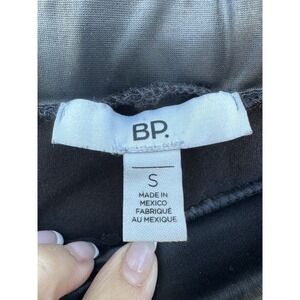 BP.
S
MADE IN
MEXICO
FABRIQUÉ
AU MEXIQUE